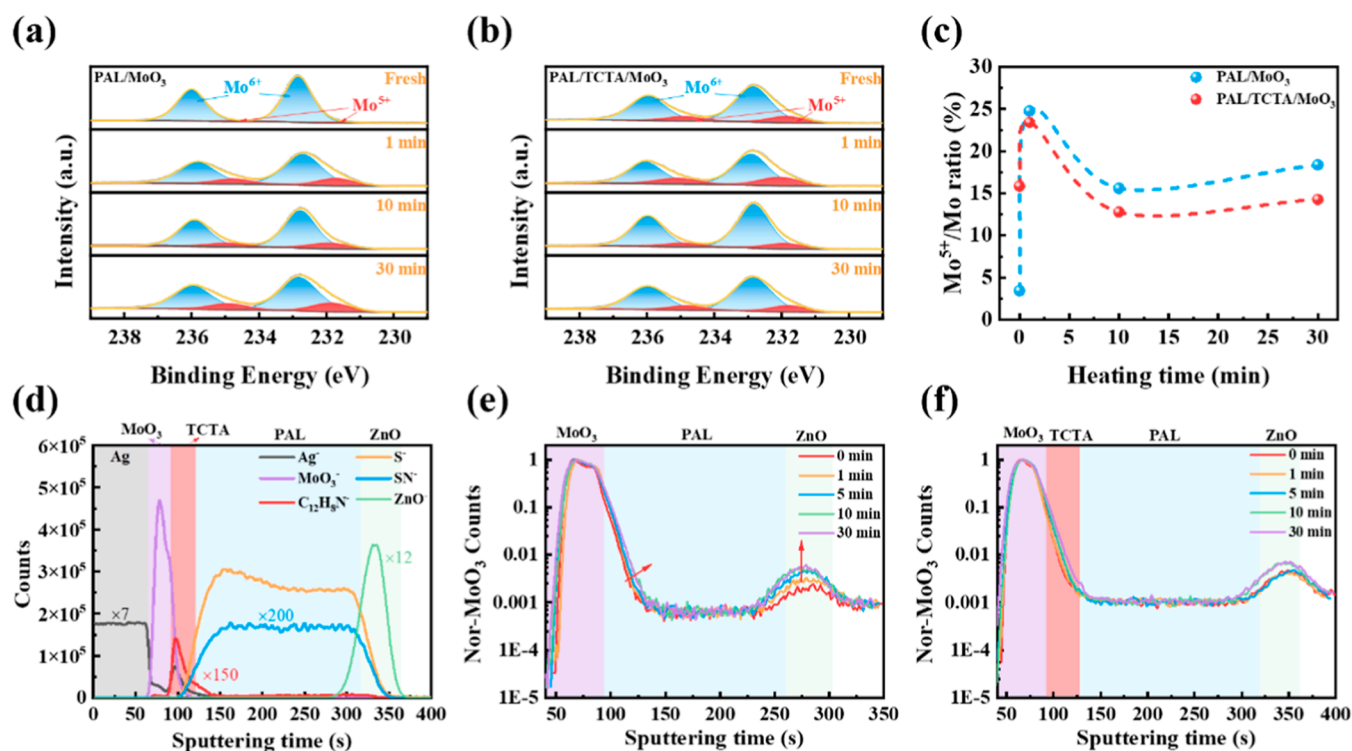 (a)
PAL/MoO₃
Fresh
Mo⁶⁺
Mo⁵⁺
1 min
10 min
30 min
Intensity (a.u.)
238 236 234 232 230
Binding Energy (eV)
(b)
PAL/TCTA/MoO₃
Fresh
Mo⁶⁺
Mo⁵⁺
1 min
10 min
30 min
Intensity (a.u.)
238 236 234 232 230
Binding Energy (eV)
(c)
PAL/MoO₃
PAL/TCTA/MoO₃
Mo⁵⁺/Mo ratio (%)
30
25
20
15
10
5
0
0 5 10 15 20 25 30
Heating time (min)
(d)
MoO₃ TCTA PAL ZnO
Ag
Ag⁻
MoO₃⁻
C₁₂H₈N⁻
S⁻
SN⁻
ZnO⁻
×7
×150
×200
×12
Counts
6×10⁵
5×10⁵
4×10⁵
3×10⁵
2×10⁵
1×10⁵
0
0 50 100 150 200 250 300 350 400
Sputtering time (s)
(e)
MoO₃ PAL ZnO
0 min
1 min
5 min
10 min
30 min
Nor-MoO₃ Counts
1
0.1
0.01
0.001
1E-4
1E-5
50 100 150 200 250 300 350
Sputtering time (s)
(f)
MoO₃ TCTA PAL ZnO
0 min
1 min
5 min
10 min
30 min
Nor-MoO₃ Counts
1
0.1
0.01
0.001
1E-4
1E-5
50 100 150 200 250 300 350 400
Sputtering time (s)